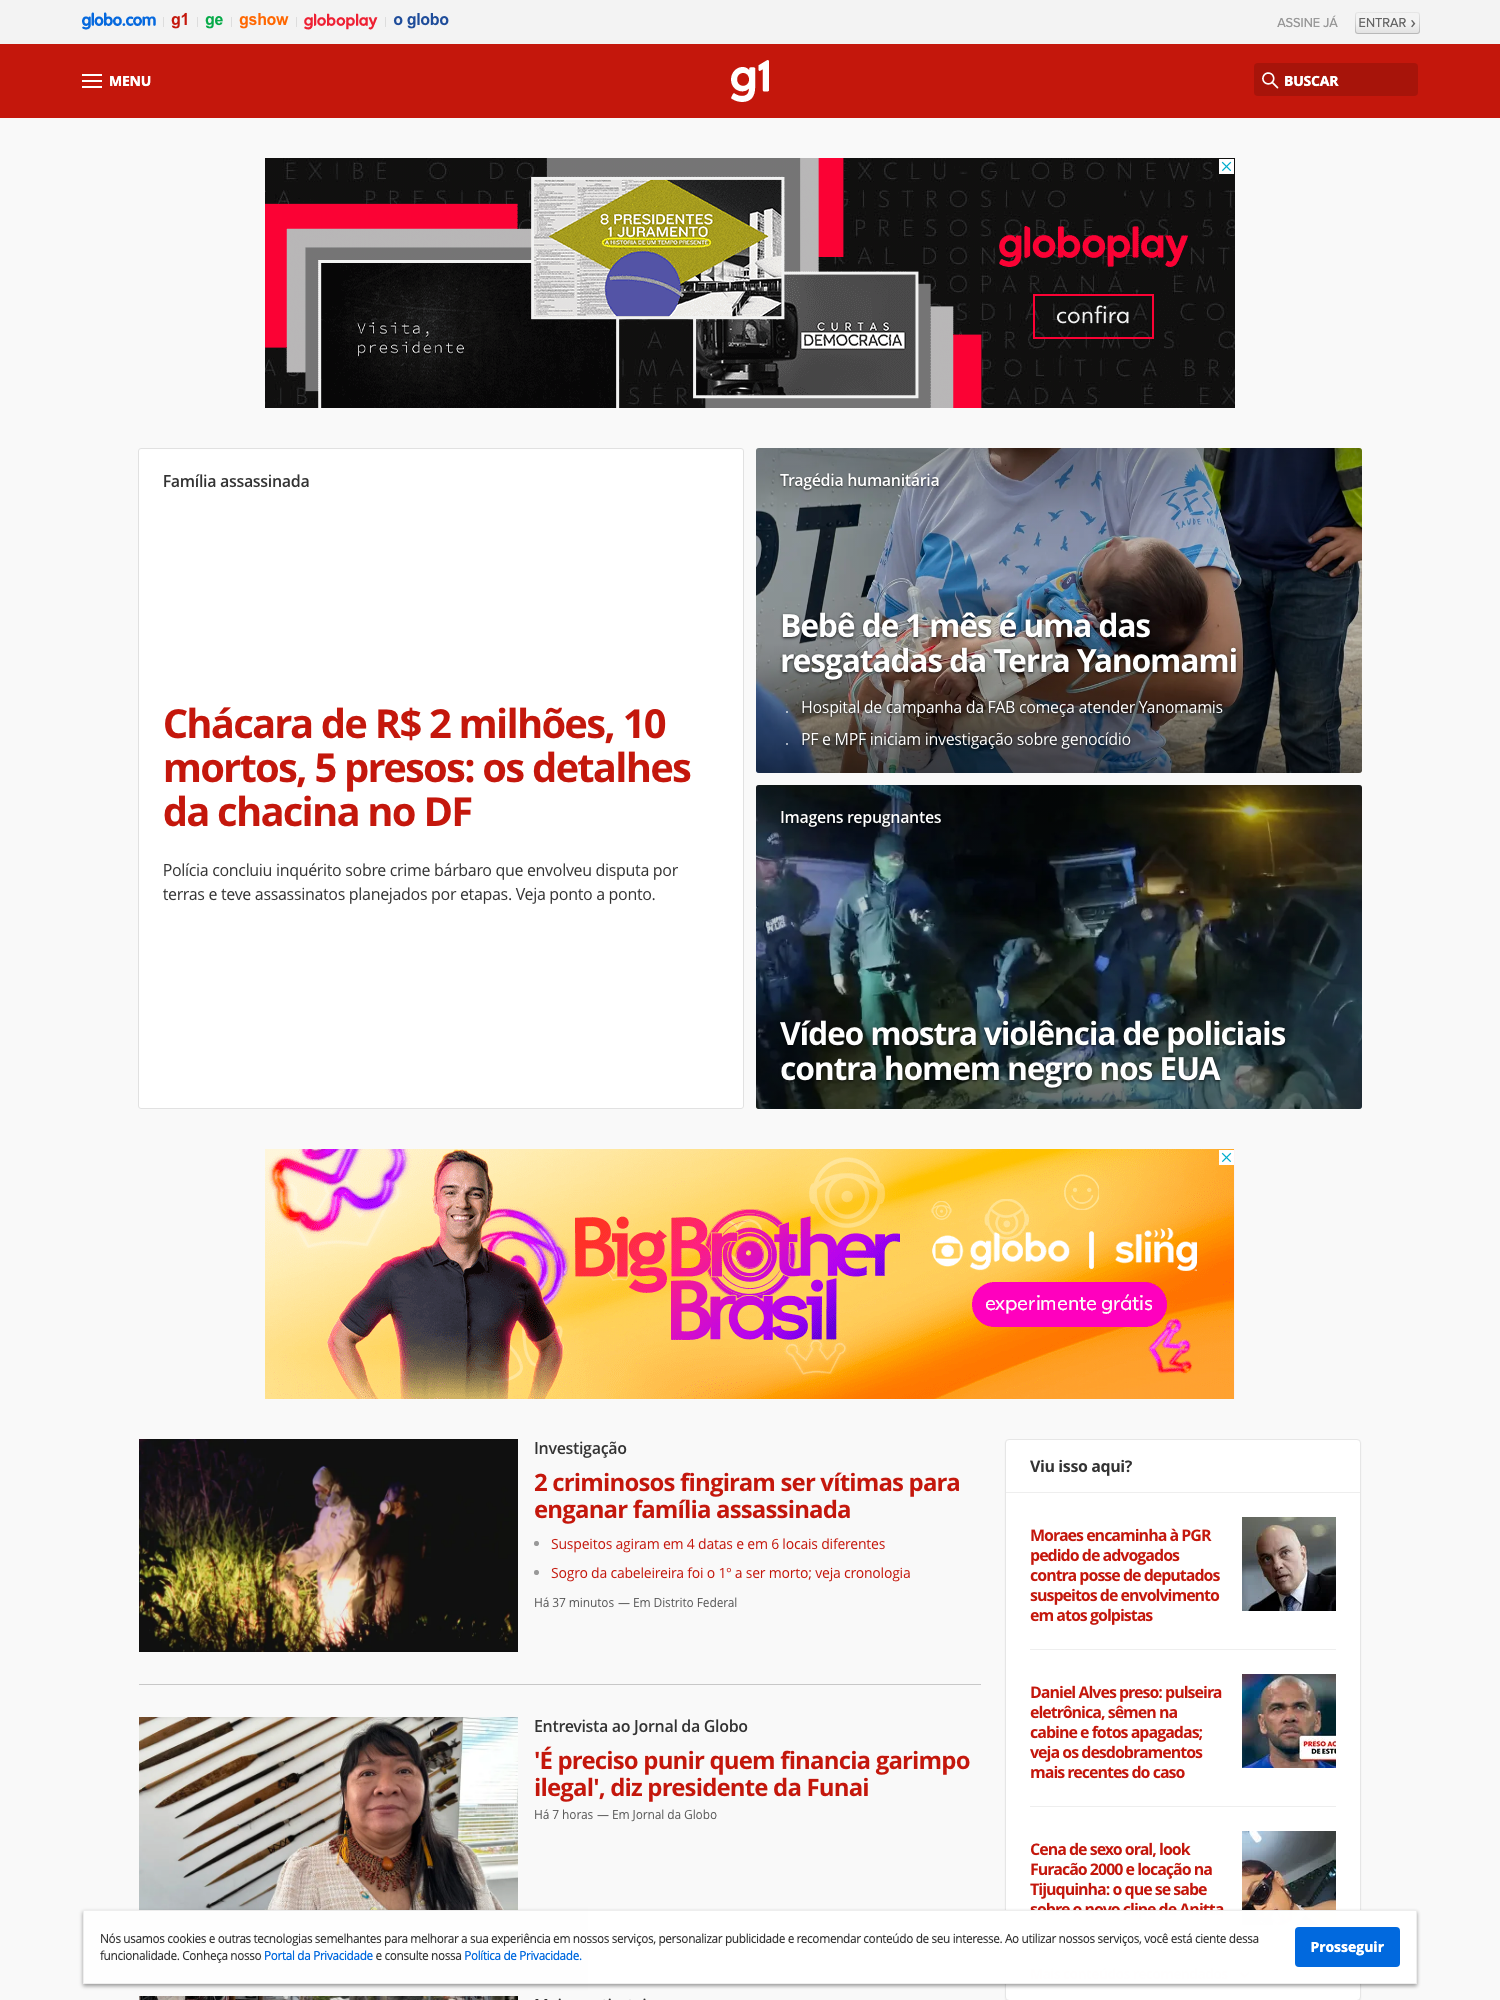 globo.com g1 ge gshow globoplay o globo
ASSINE JÁ ENTRAR ›
MENU
g1
BUSCAR
8 PRESIDENTES
1 JURAMENTO
A HISTÓRIA DE UM TEMPO PRESENTE
Visita,
presidente
CURTAS
DEMOCRACIA
globoplay
confira
Família assassinada
Chácara de R$ 2 milhões, 10
mortos, 5 presos: os detalhes
da chacina no DF
Polícia concluiu inquérito sobre crime bárbaro que envolveu disputa por
terras e teve assassinatos planejados por etapas. Veja ponto a ponto.
Tragédia humanitária
Bebê de 1 mês é uma das
resgatadas da Terra Yanomami
. Hospital de campanha da FAB começa atender Yanomamis
. PF e MPF iniciam investigação sobre genocídio
Imagens repugnantes
Vídeo mostra violência de policiais
contra homem negro nos EUA
Big Brother
Brasil
globo | sling
experimente grátis
Investigação
2 criminosos fingiram ser vítimas para
enganar família assassinada
• Suspeitos agiram em 4 datas e em 6 locais diferentes
• Sogro da cabeleireira foi o 1º a ser morto; veja cronologia
Há 37 minutos — Em Distrito Federal
Entrevista ao Jornal da Globo
'É preciso punir quem financia garimpo
ilegal', diz presidente da Funai
Há 7 horas — Em Jornal da Globo
Viu isso aqui?
Moraes encaminha à PGR
pedido de advogados
contra posse de deputados
suspeitos de envolvimento
em atos golpistas
Daniel Alves preso: pulseira
eletrônica, sêmen na
cabine e fotos apagadas;
veja os desdobramentos
mais recentes do caso
Cena de sexo oral, look
Furacão 2000 e locação na
Tijuquinha: o que se sabe
sobre o novo clipe de Anitta
Nós usamos cookies e outras tecnologias semelhantes para melhorar a sua experiência em nossos serviços, personalizar publicidade e recomendar conteúdo de seu interesse. Ao utilizar nossos serviços, você está ciente dessa
funcionalidade. Conheça nosso Portal da Privacidade e consulte nossa Política de Privacidade.
Prosseguir